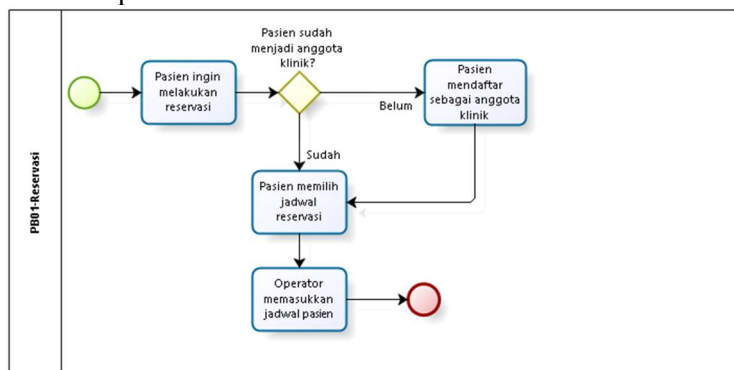 PB01-Reservasi
Pasien ingin
melakukan
reservasi
Pasien sudah
menjadi anggota
klinik?
Belum
Pasien
mendaftar
sebagai anggota
klinik
Sudah
Pasien memilih
jadwal
reservasi
Operator
memasukkan
jadwal pasien